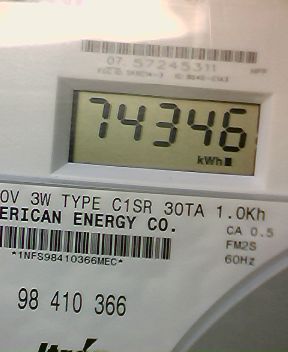 07 57245311
74346
kWh
0V 3W TYPE C1SR 30TA 1.0Kh
ERICAN ENERGY CO.
CA 0.5
FM2S
*1NFS98410366MEC*
60Hz
98 410 366